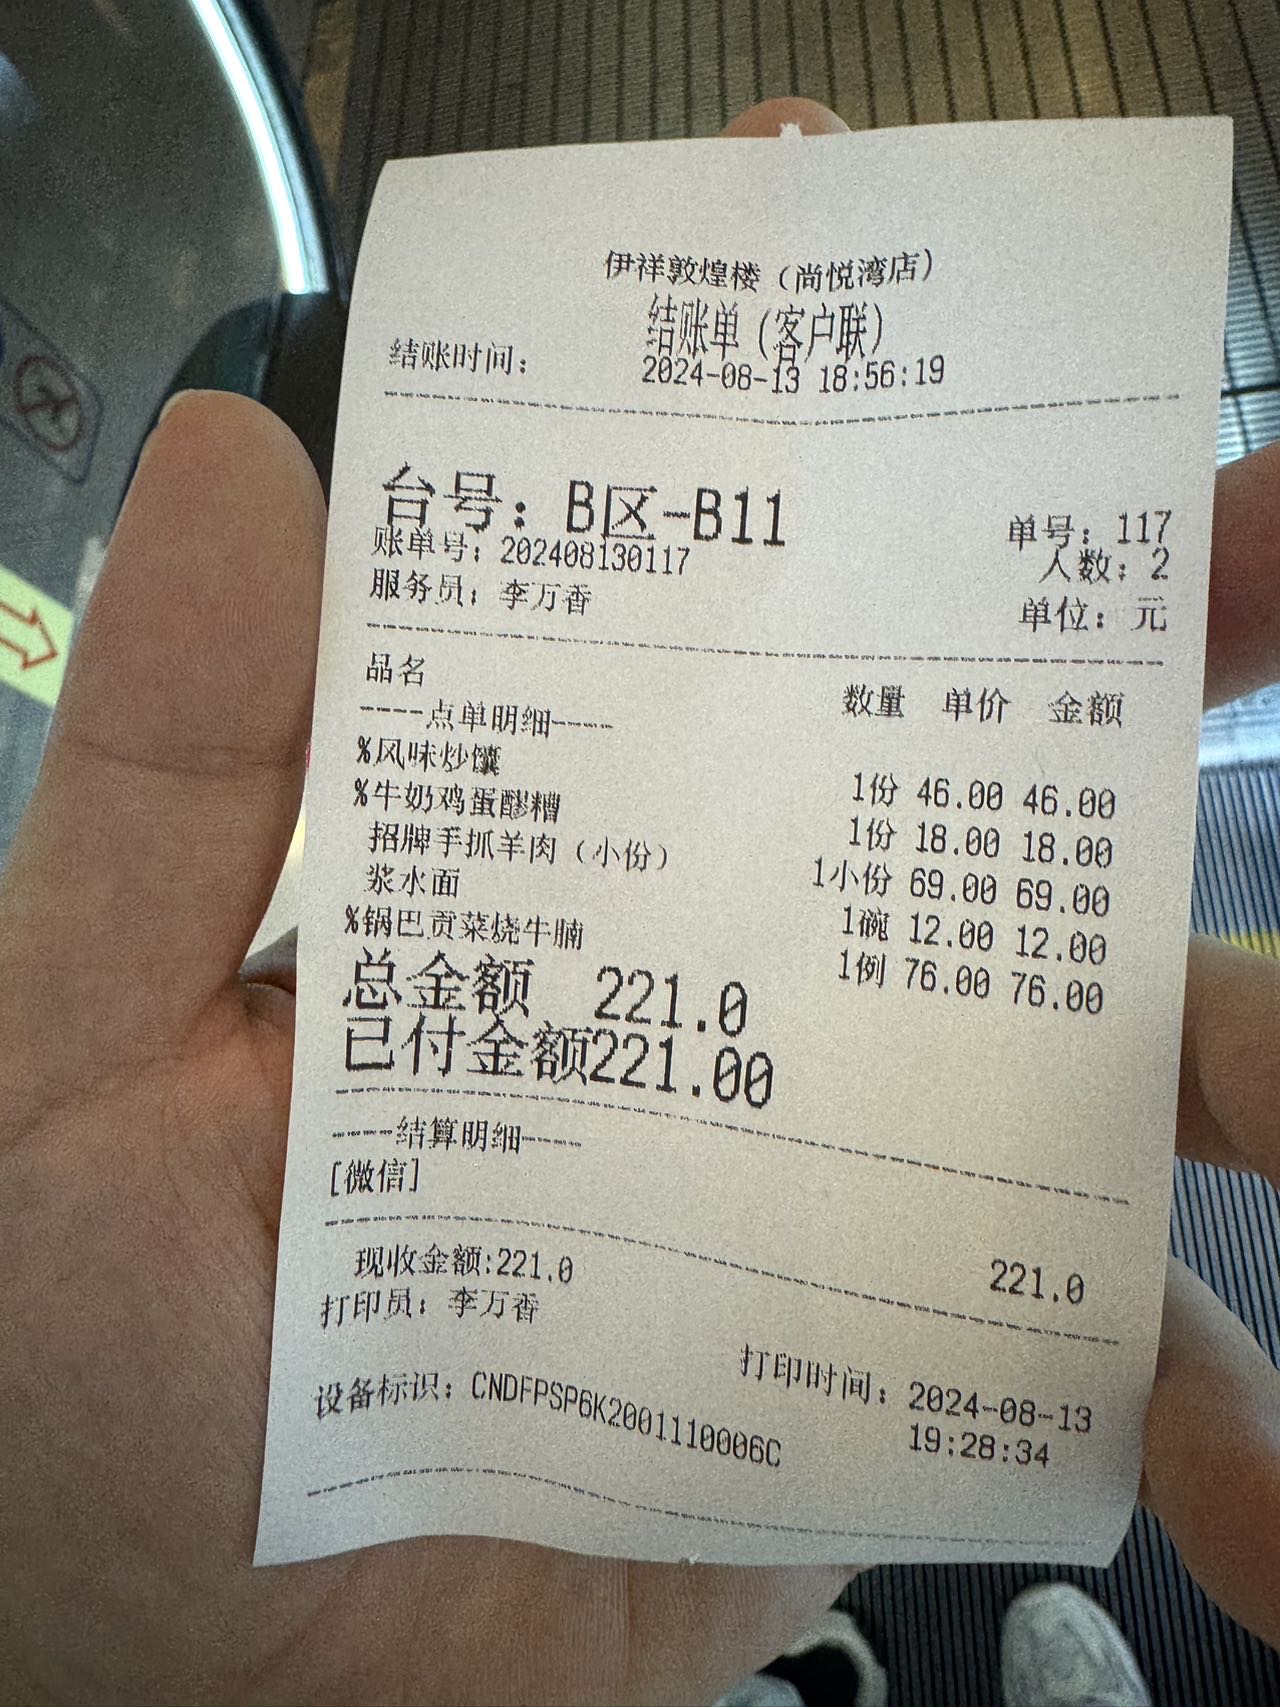 伊祥敦煌楼（尚悦湾店）
结账单（客户联）
结账时间： 2024-08-13 18:56:19
台号：B区-B11
单号：117
账单号：202408130117
人数：2
服务员：李万香
单位：元
品名 数量 单价 金额
----点单明细----
%风味炒馕 1份 46.00 46.00
%牛奶鸡蛋醪糟 1份 18.00 18.00
招牌手抓羊肉（小份） 1小份 69.00 69.00
浆水面 1碗 12.00 12.00
%锅巴贡菜烧牛腩 1例 76.00 76.00
总金额 221.0
已付金额221.00
----结算明细----
[微信] 221.0
现收金额:221.0
打印员：李万香
打印时间：2024-08-13
19:28:34
设备标识：CNDFPSP6K2001110006C